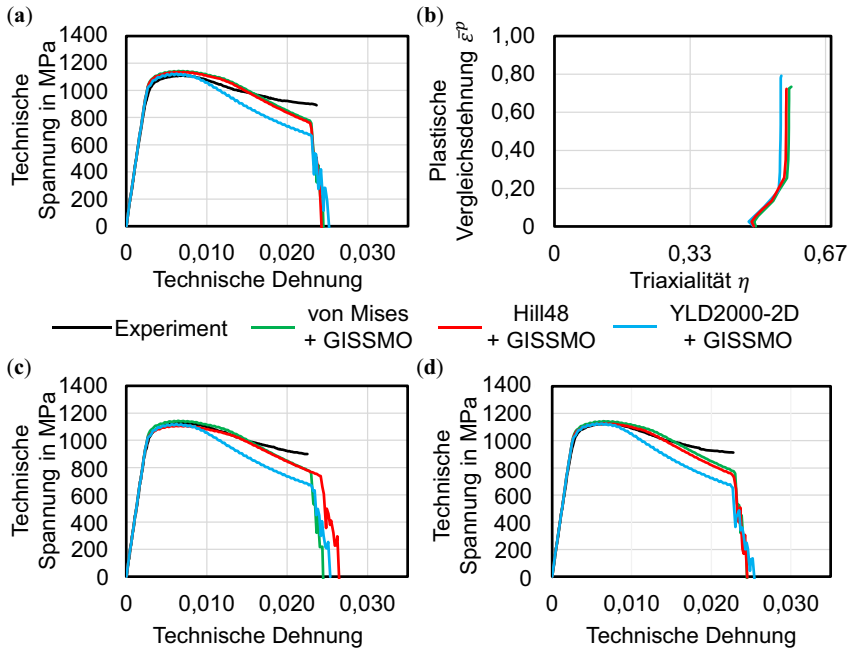 (a)
1400
1200
1000
800
600
400
200
0
Technische
Spannung in MPa
0
0,010
0,020
0,030
Technische Dehnung
(b)
1,00
0,80
0,60
0,40
0,20
0
Plastische
Vergleichsdehnung ε̄ᵖ
0
0,33
0,67
Triaxialität η
Experiment
von Mises
+ GISSMO
Hill48
+ GISSMO
YLD2000-2D
+ GISSMO
(c)
1400
1200
1000
800
600
400
200
0
Technische
Spannung in MPa
0
0,010
0,020
0,030
Technische Dehnung
(d)
1400
1200
1000
800
600
400
200
0
Technische
Spannung in MPa
0
0,010
0,020
0,030
Technische Dehnung